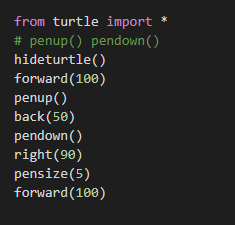 from turtle import *
# penup() pendown()
hideturtle()
forward(100)
penup()
back(50)
pendown()
right(90)
pensize(5)
forward(100)